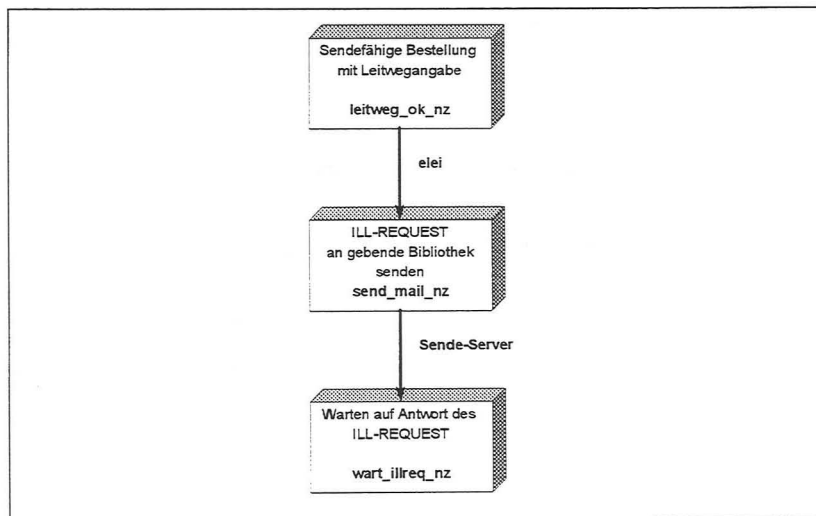 Sendefähige Bestellung
mit Leitwegangabe
leitweg_ok_nz
elei
ILL-REQUEST
an gebende Bibliothek
senden
send_mail_nz
Sende-Server
Warten auf Antwort des
ILL-REQUEST
wart_illreq_nz